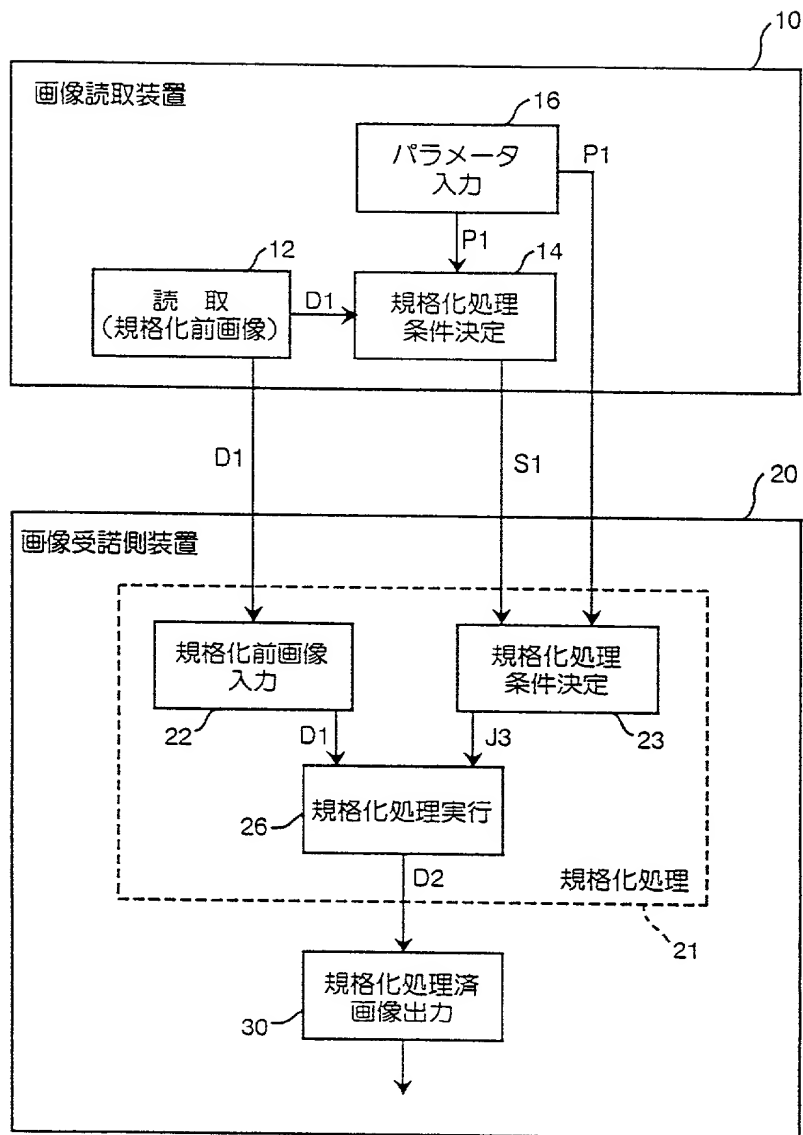 10
画像読取装置
16
パラメータ
入力
P1
P1
12
14
読 取
(規格化前画像)
D1
規格化処理
条件決定
D1
S1
20
画像受諾側装置
規格化前画像
入力
規格化処理
条件決定
22
D1
J3
23
26
規格化処理実行
D2
規格化処理
21
規格化処理済
画像出力
30